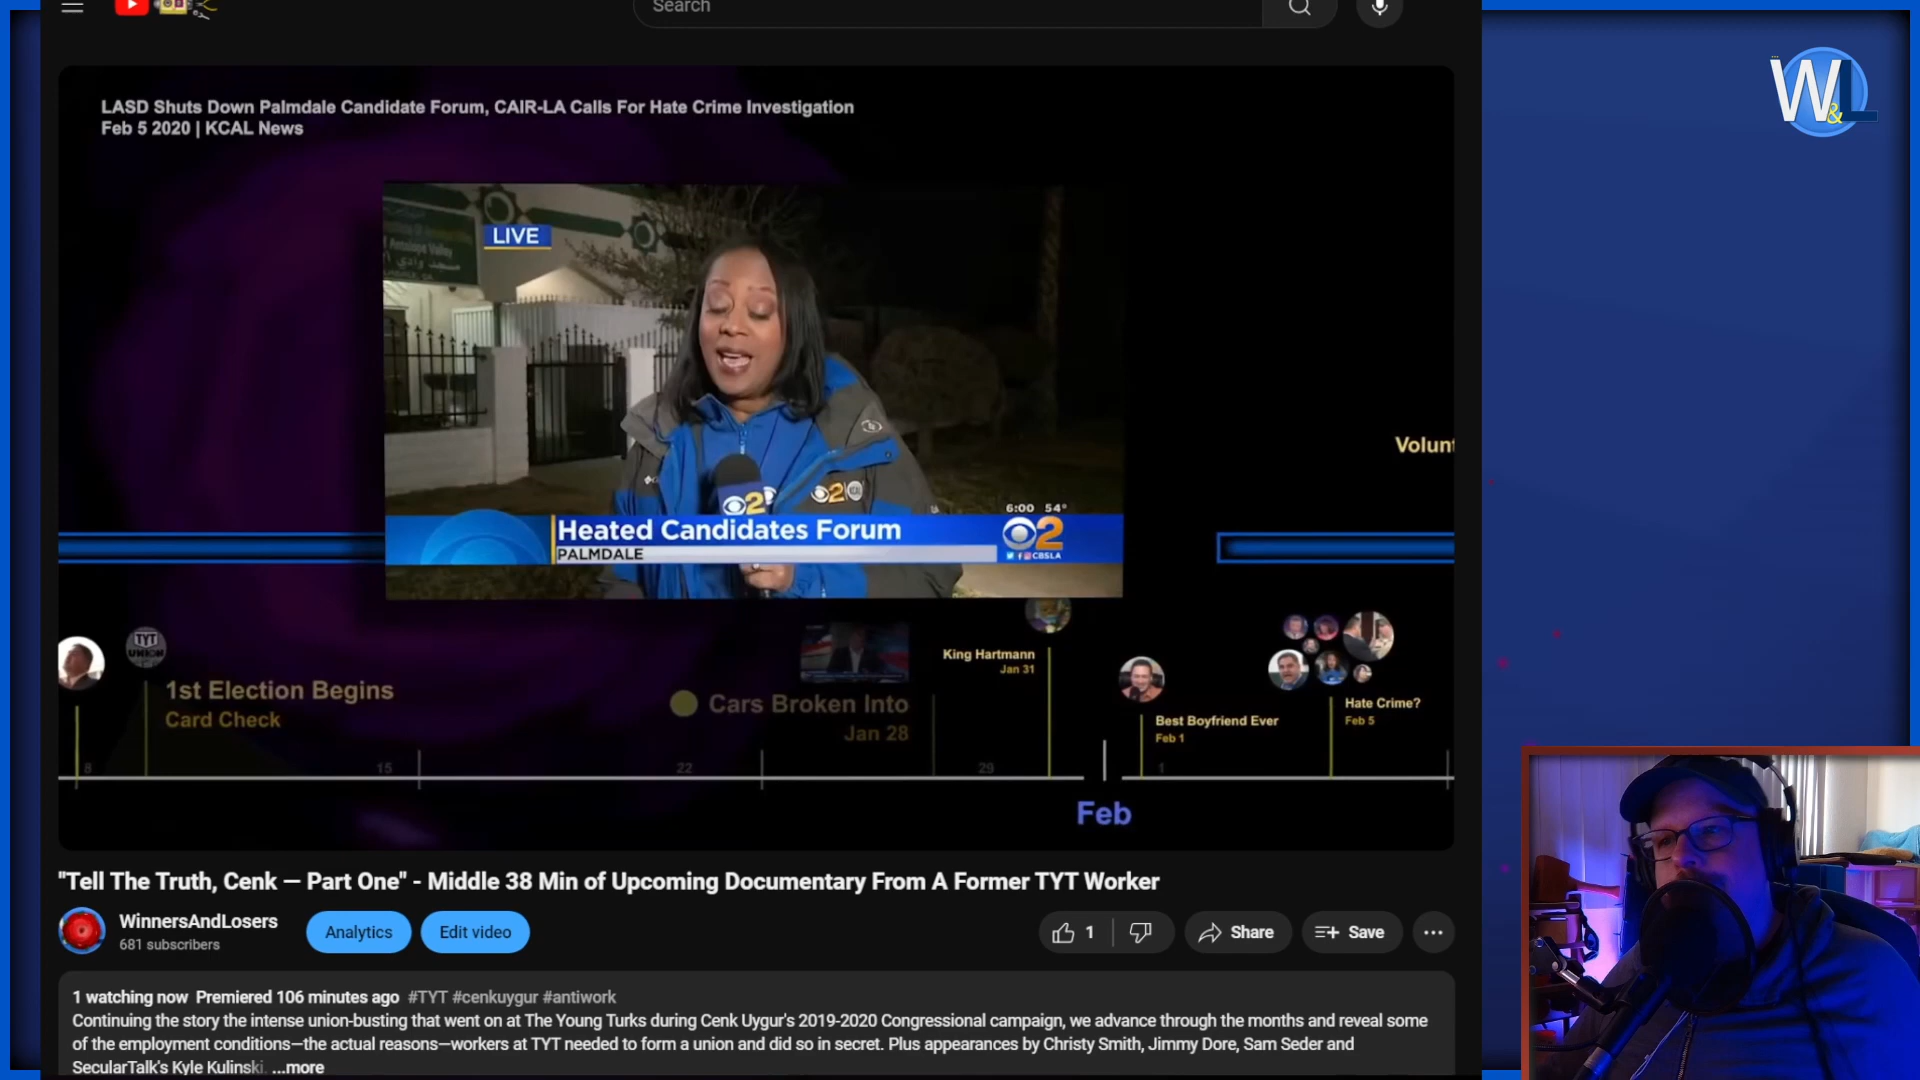 Search
W&L
LASD Shuts Down Palmdale Candidate Forum, CAIR-LA Calls For Hate Crime Investigation
Feb 5 2020 | KCAL News
LIVE
Antelope Valley
Volunt
6:00 54°
Heated Candidates Forum
PALMDALE
2
CBSLA
TYT
UNION
1st Election Begins
Card Check
Cars Broken Into
Jan 28
King Hartmann
Jan 31
Best Boyfriend Ever
Feb 1
Hate Crime?
Feb 5
8
15
22
29
1
Feb
"Tell The Truth, Cenk — Part One" - Middle 38 Min of Upcoming Documentary From A Former TYT Worker
WinnersAndLosers
681 subscribers
Analytics
Edit video
1
Share
Save
1 watching now Premiered 106 minutes ago #TYT #cenkuygur #antiwork
Continuing the story the intense union-busting that went on at The Young Turks during Cenk Uygur's 2019-2020 Congressional campaign, we advance through the months and reveal some
of the employment conditions—the actual reasons—workers at TYT needed to form a union and did so in secret. Plus appearances by Christy Smith, Jimmy Dore, Sam Seder and
SecularTalk's Kyle Kulinski. ...more